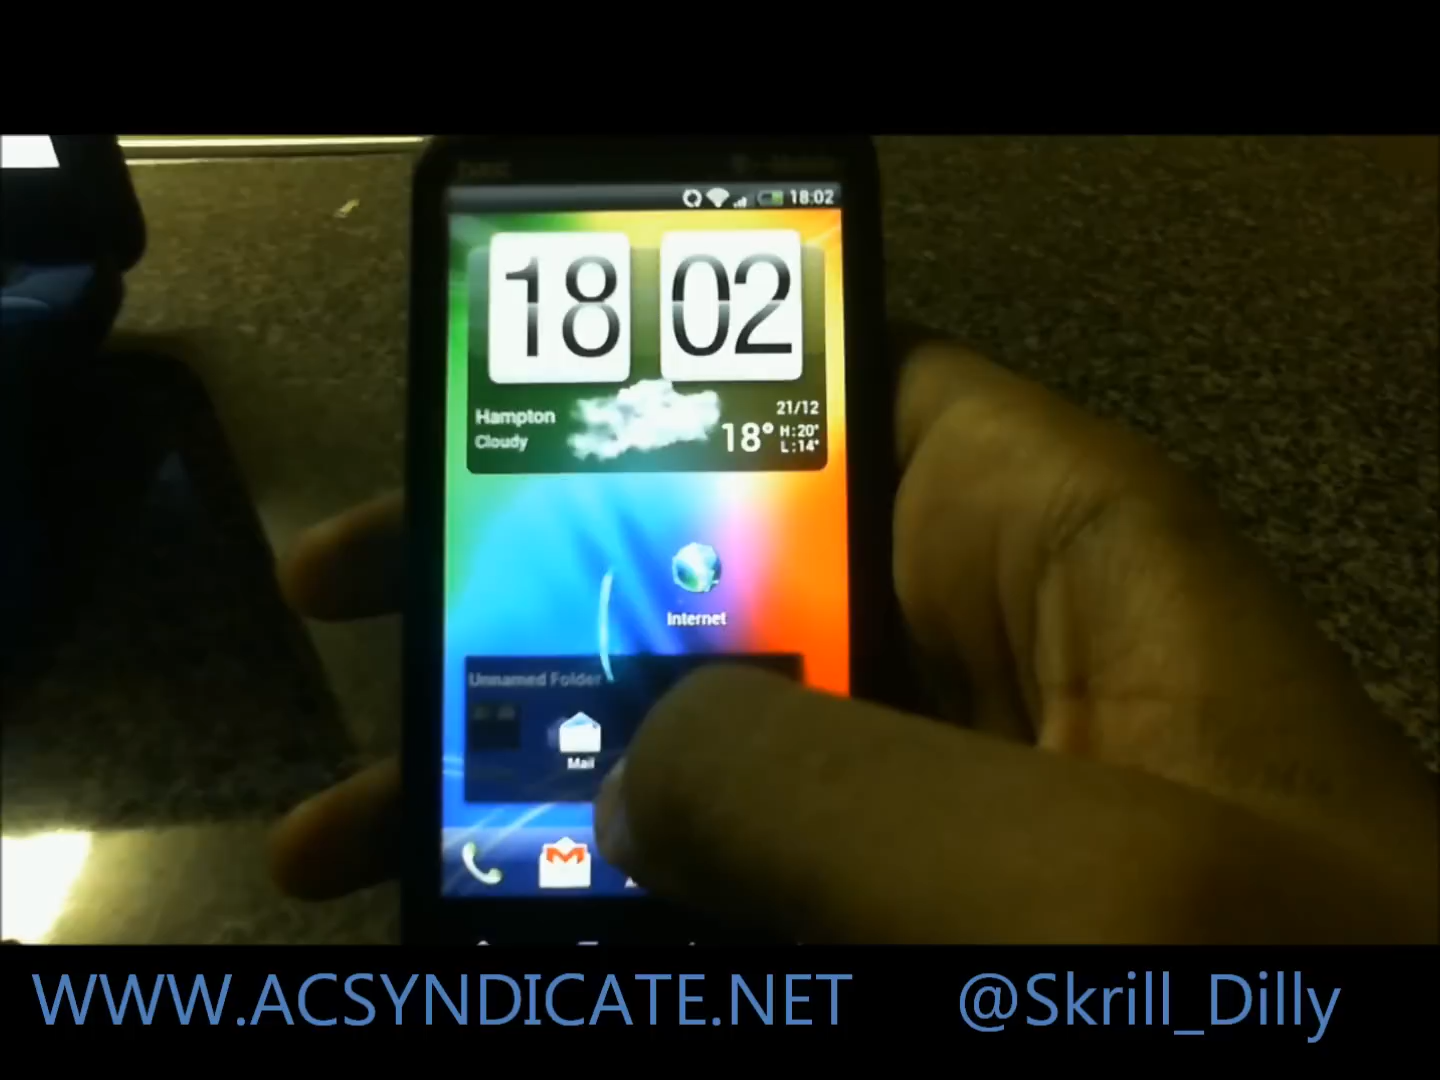 18:02
18 02
Hampton
Cloudy
21/12
18° H:20°
L:14°
Internet
Unnamed Folder
Mail
WWW.ACSYNDICATE.NET @Skrill_Dilly